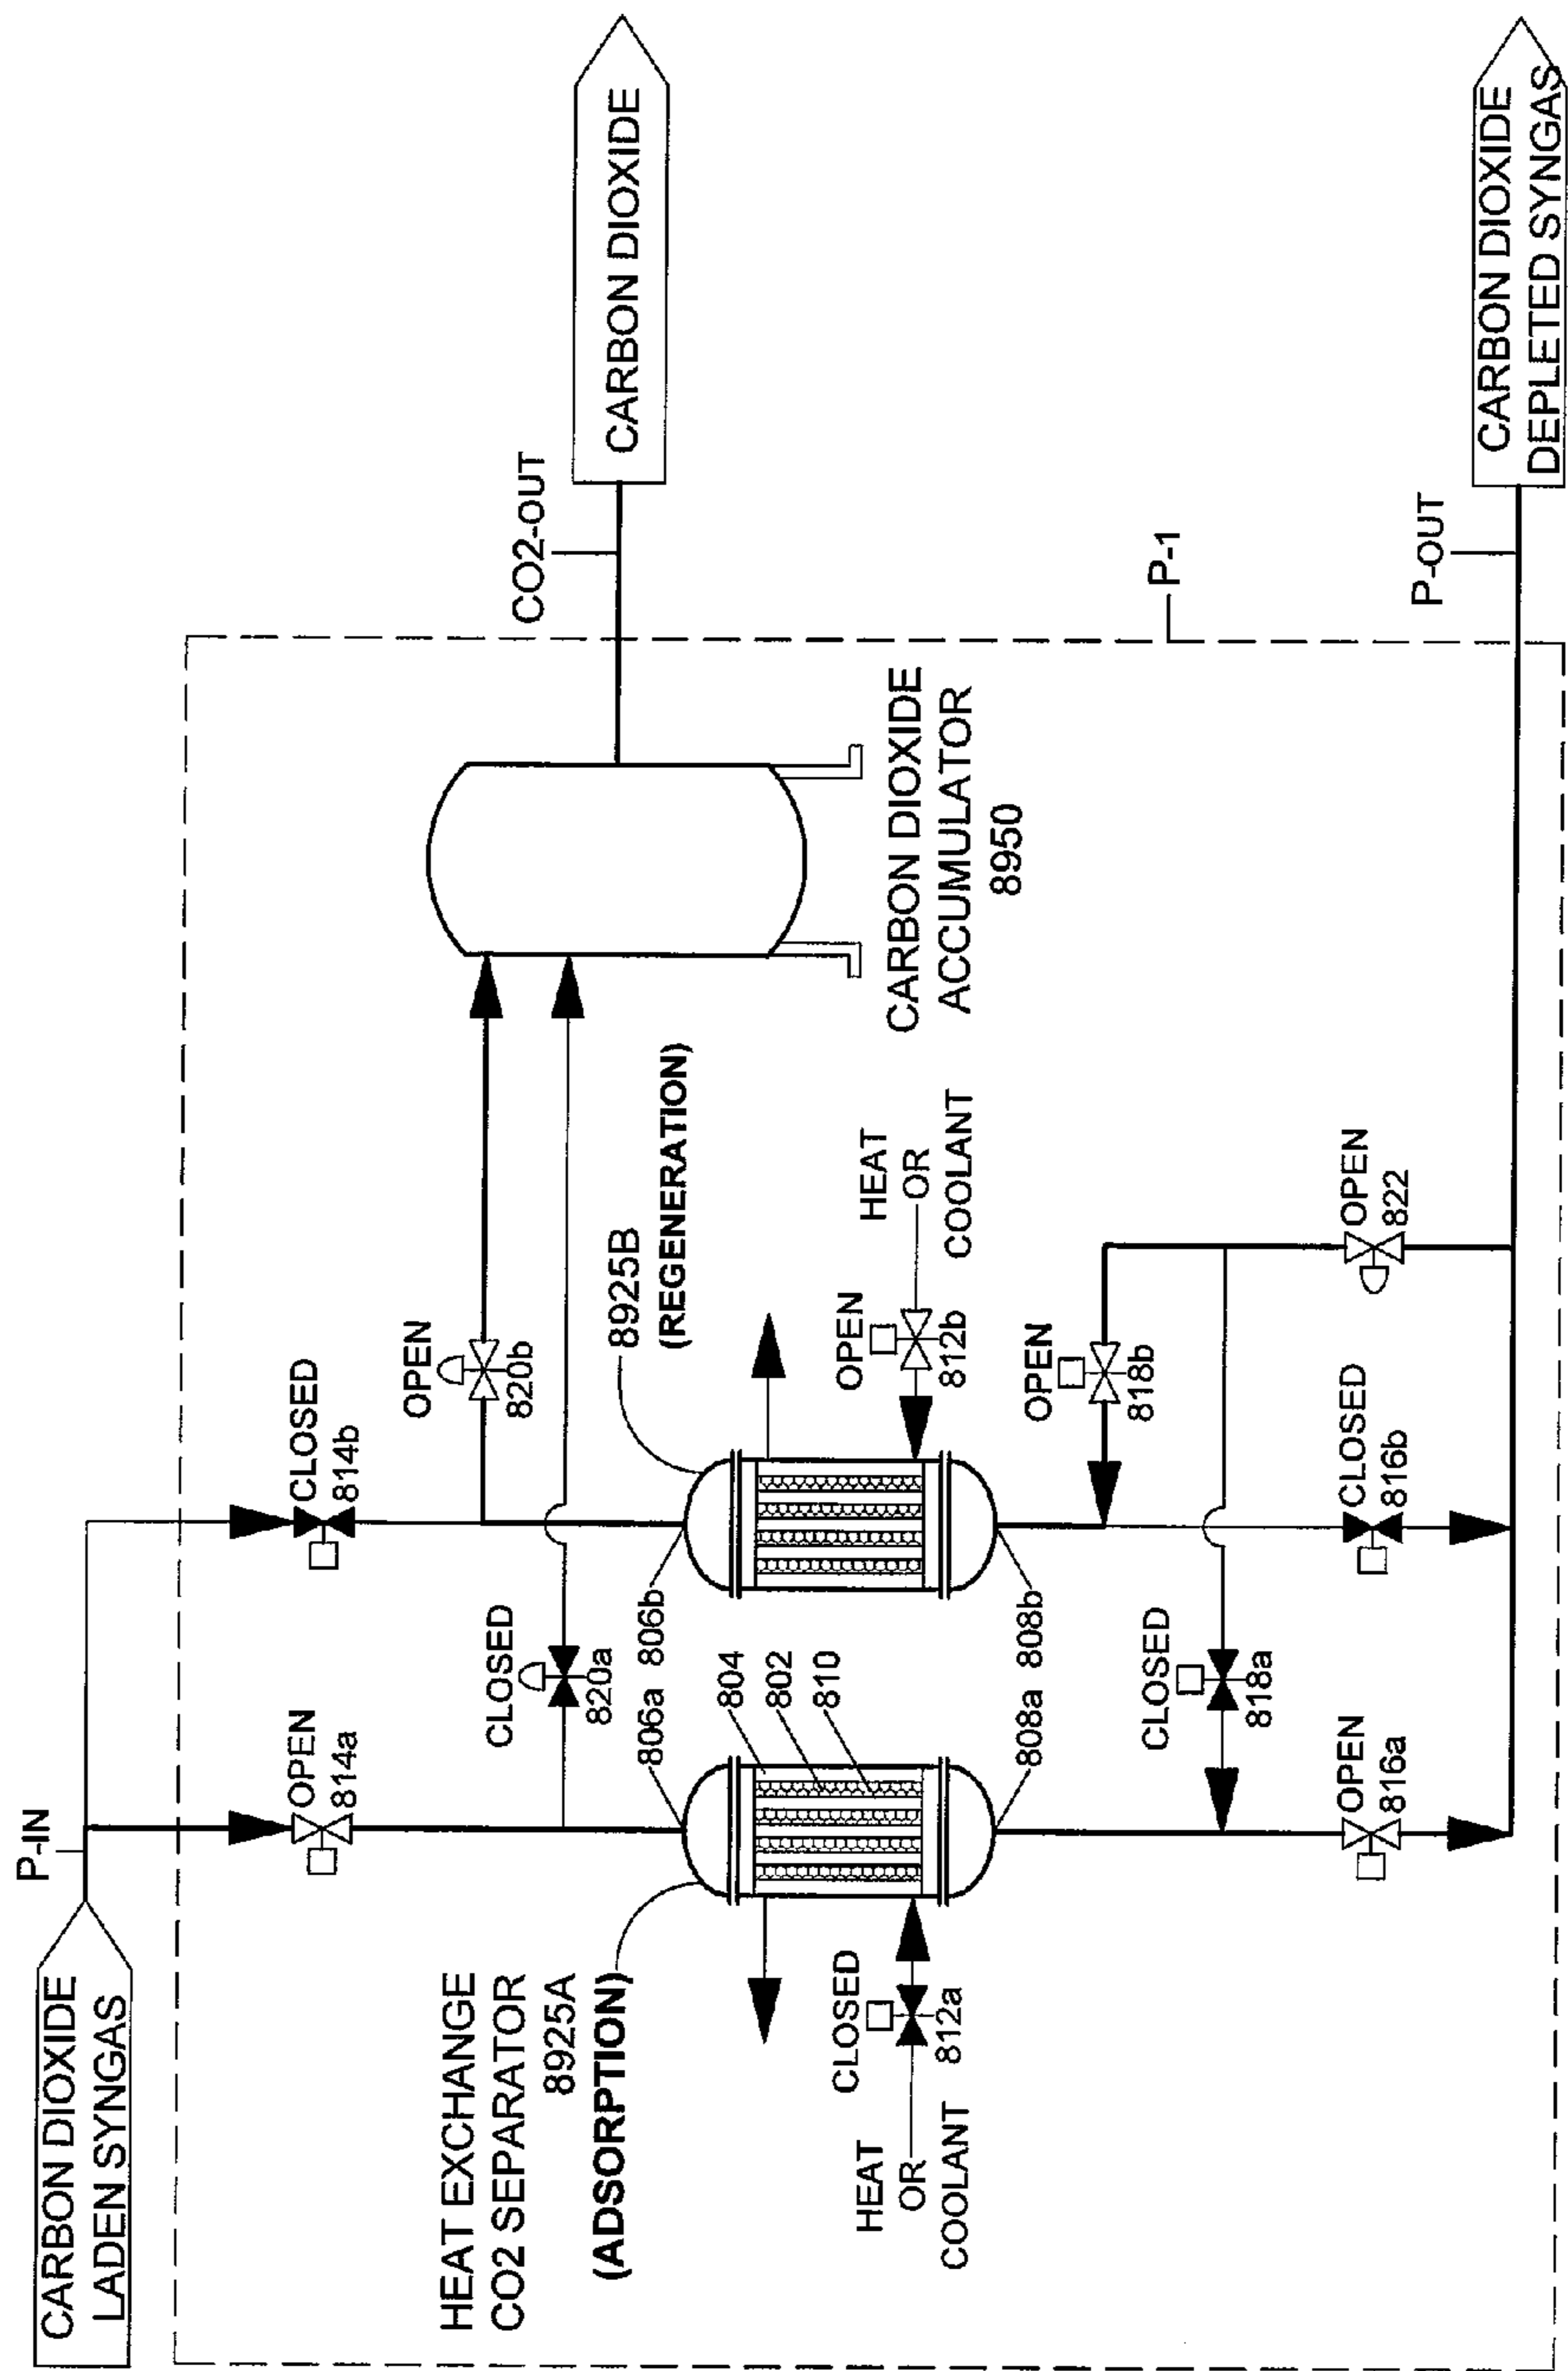 CARBON DIOXIDE
LADEN SYNGAS
P-IN
OPEN
814a
CLOSED
814b
HEAT EXCHANGE
CO2 SEPARATOR
8925A
(ADSORPTION)
CLOSED
820a
OPEN
820b
806a
806b
8925B
(REGENERATION)
804
802
810
HEAT
OR
COOLANT
CLOSED
812a
OPEN
812b
HEAT
OR
COOLANT
808a
808b
CLOSED
818a
OPEN
818b
OPEN
816a
CLOSED
816b
OPEN
822
CARBON DIOXIDE
ACCUMULATOR
8950
CO2-OUT
CARBON DIOXIDE
P-1
P-OUT
CARBON DIOXIDE
DEPLETED SYNGAS